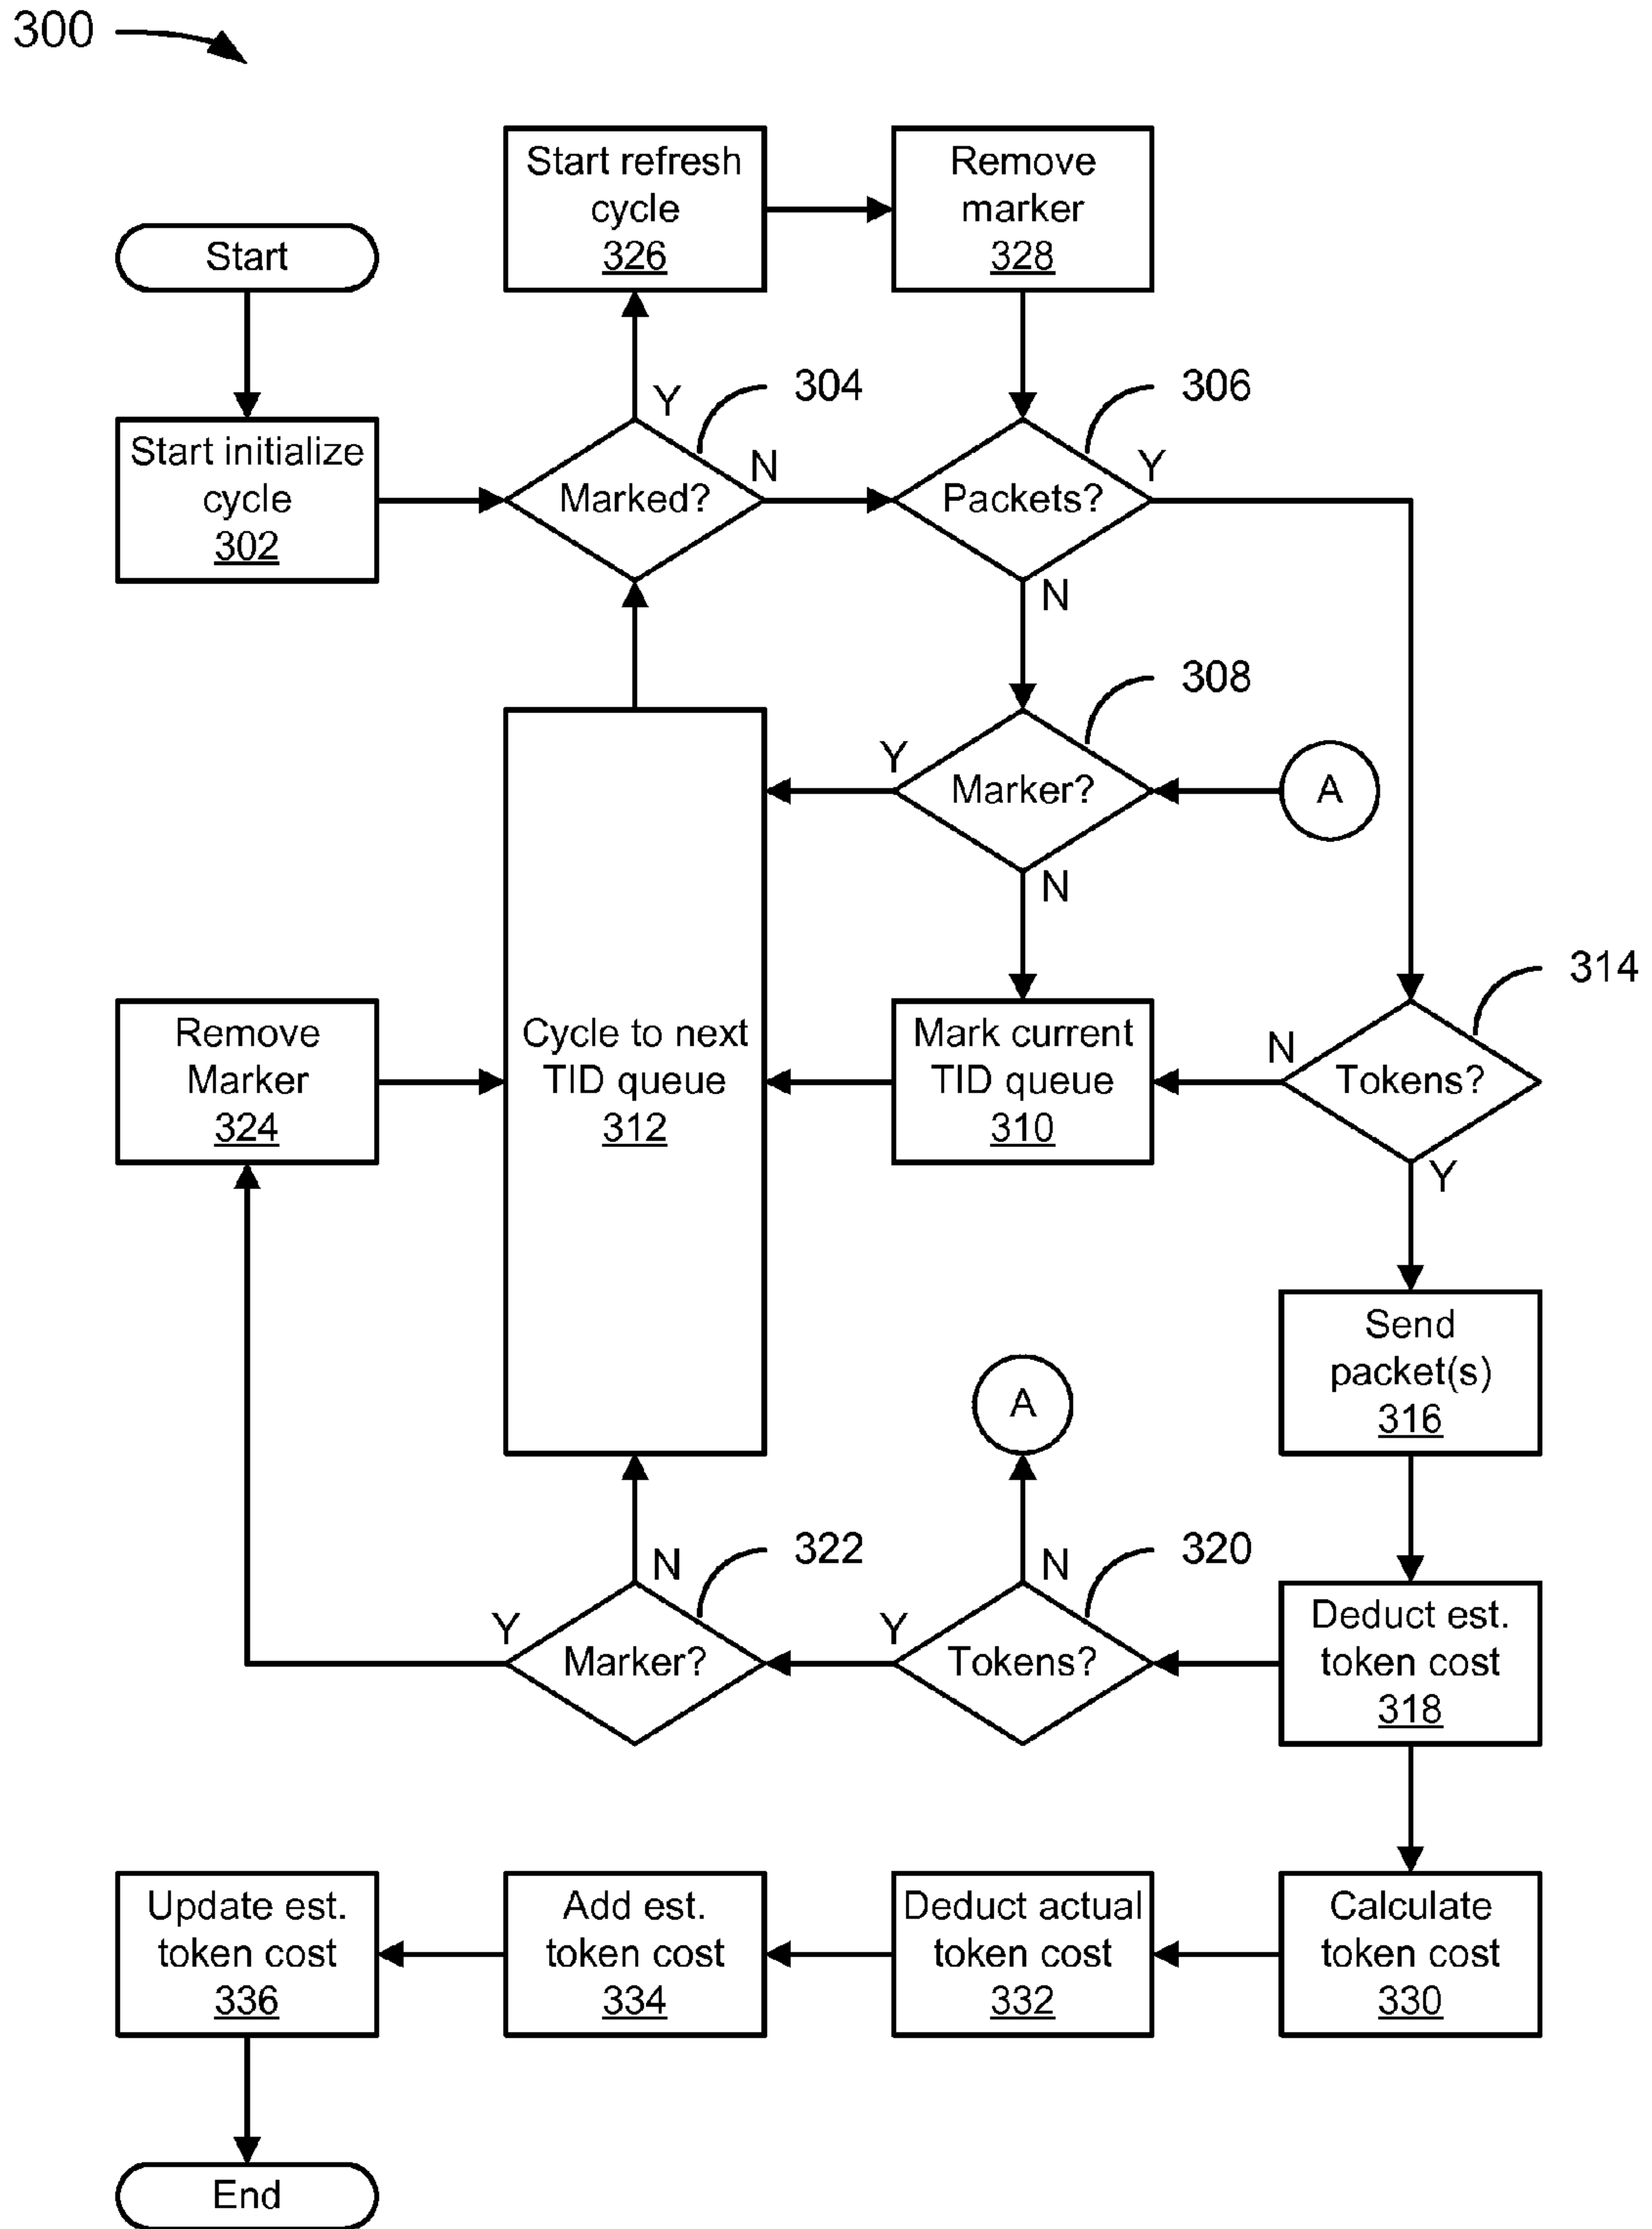 300
Start refresh
cycle
326
Remove
marker
328
Start
Y
304
306
Start initialize
cycle
302
Marked?
N
Packets?
Y
N
308
Y
Marker?
A
N
314
Remove
Marker
324
Cycle to next
TID queue
312
Mark current
TID queue
310
N
Tokens?
Y
Send
packet(s)
316
A
322
320
N
N
Y
Marker?
Y
Tokens?
Deduct est.
token cost
318
Update est.
token cost
336
Add est.
token cost
334
Deduct actual
token cost
332
Calculate
token cost
330
End